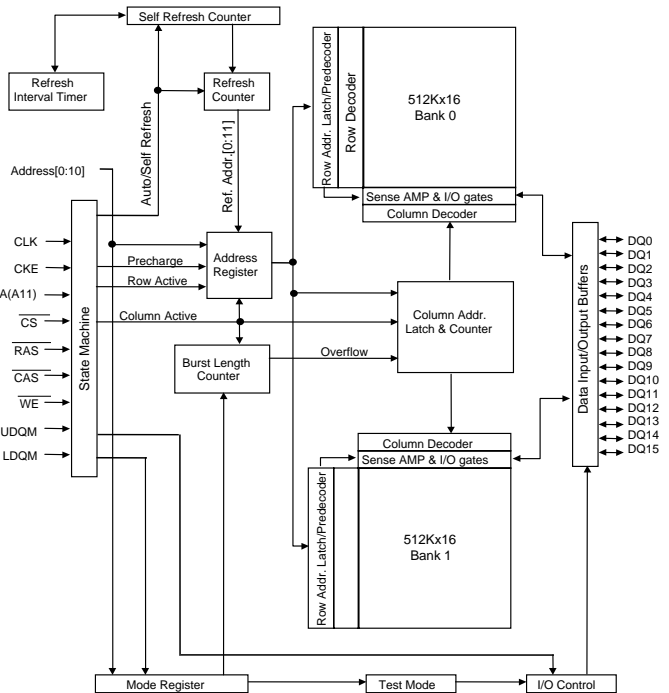 Self Refresh Counter
Refresh
Interval Timer
Refresh
Counter
Auto/Self Refresh
Ref. Addr.[0:11]
Address[0:10]
Row Addr. Latch/Predecoder
Row Decoder
512Kx16
Bank 0
Sense AMP & I/O gates
Column Decoder
State Machine
CLK
CKE
A(A11)
CS
RAS
CAS
WE
UDQM
LDQM
Precharge
Row Active
Column Active
Address
Register
Burst Length
Counter
Overflow
Column Addr.
Latch & Counter
Data Input/Output Buffers
DQ0
DQ1
DQ2
DQ3
DQ4
DQ5
DQ6
DQ7
DQ8
DQ9
DQ10
DQ11
DQ12
DQ13
DQ14
DQ15
Column Decoder
Sense AMP & I/O gates
Row Addr. Latch/Predecoder
512Kx16
Bank 1
Mode Register
Test Mode
I/O Control